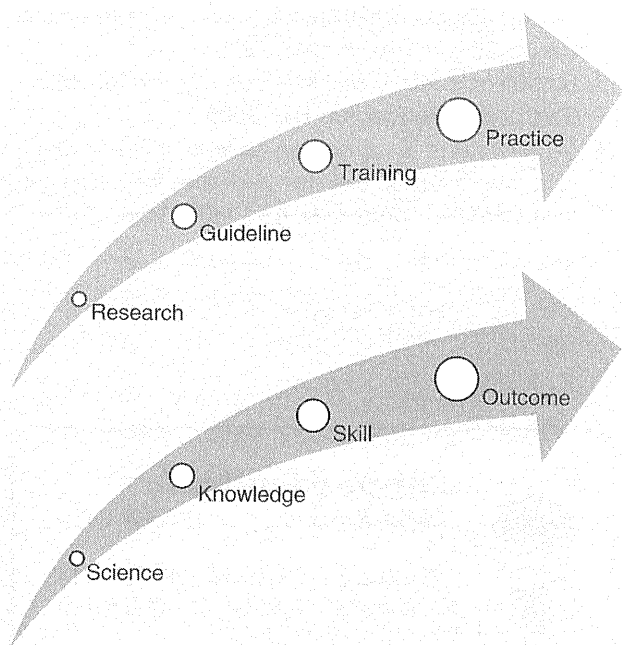 Practice
Training
Guideline
Research
Outcome
Skill
Knowledge
Science